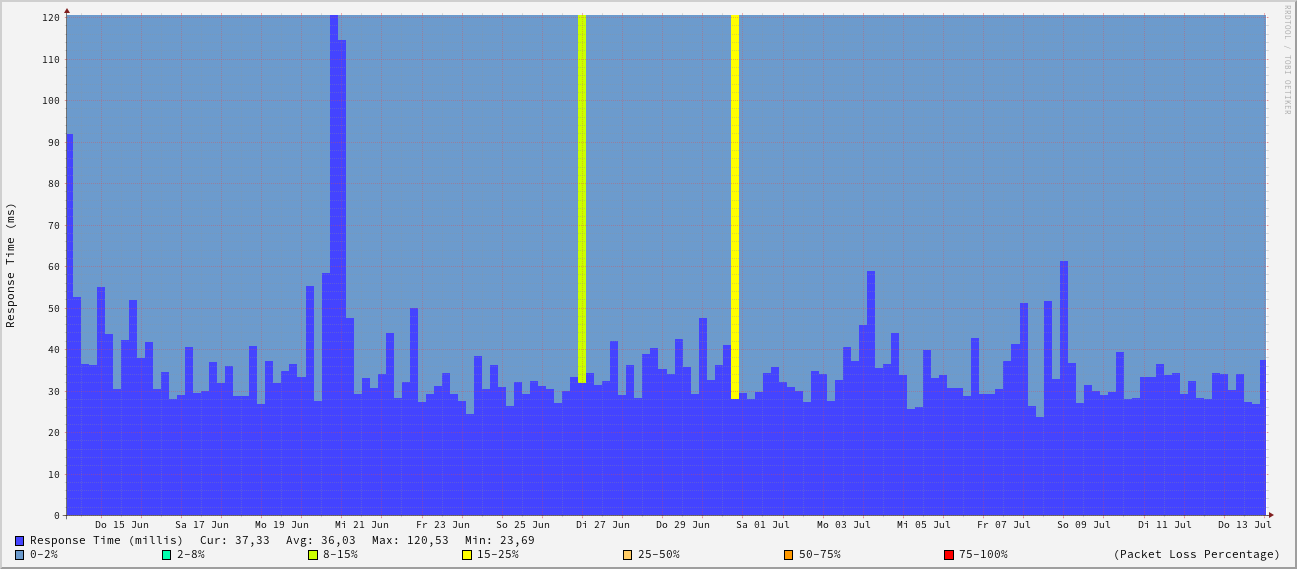 RRDTOOL / TOBI OETIKER
Response Time (ms)
120
110
100
90
80
70
60
50
40
30
20
10
0
Do 15 Jun Sa 17 Jun Mo 19 Jun Mi 21 Jun Fr 23 Jun So 25 Jun Di 27 Jun Do 29 Jun Sa 01 Jul Mo 03 Jul Mi 05 Jul Fr 07 Jul So 09 Jul Di 11 Jul Do 13 Jul
Response Time (millis) Cur: 37,33 Avg: 36,03 Max: 120,53 Min: 23,69
0-2% 2-8% 8-15% 15-25% 25-50% 50-75% 75-100% (Packet Loss Percentage)